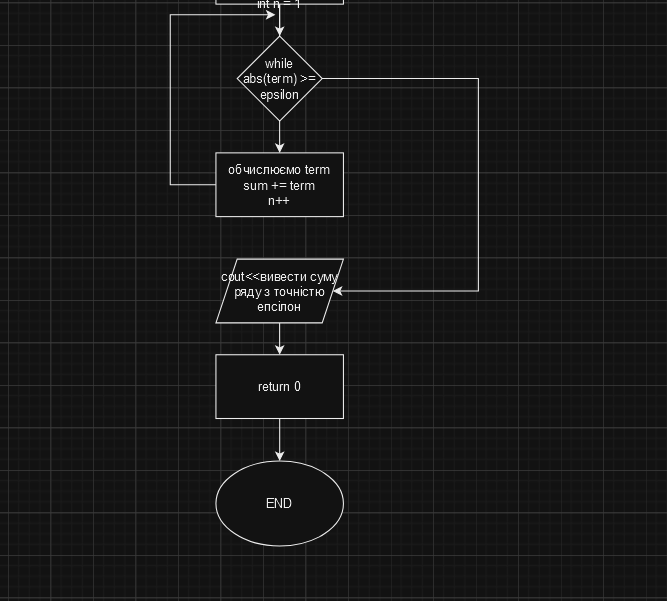 int n = 1
while
abs(term) >=
epsilon
обчислюємо term
sum += term
n++
cout<<вивести суму
ряду з точністю
епсілон
return 0
END